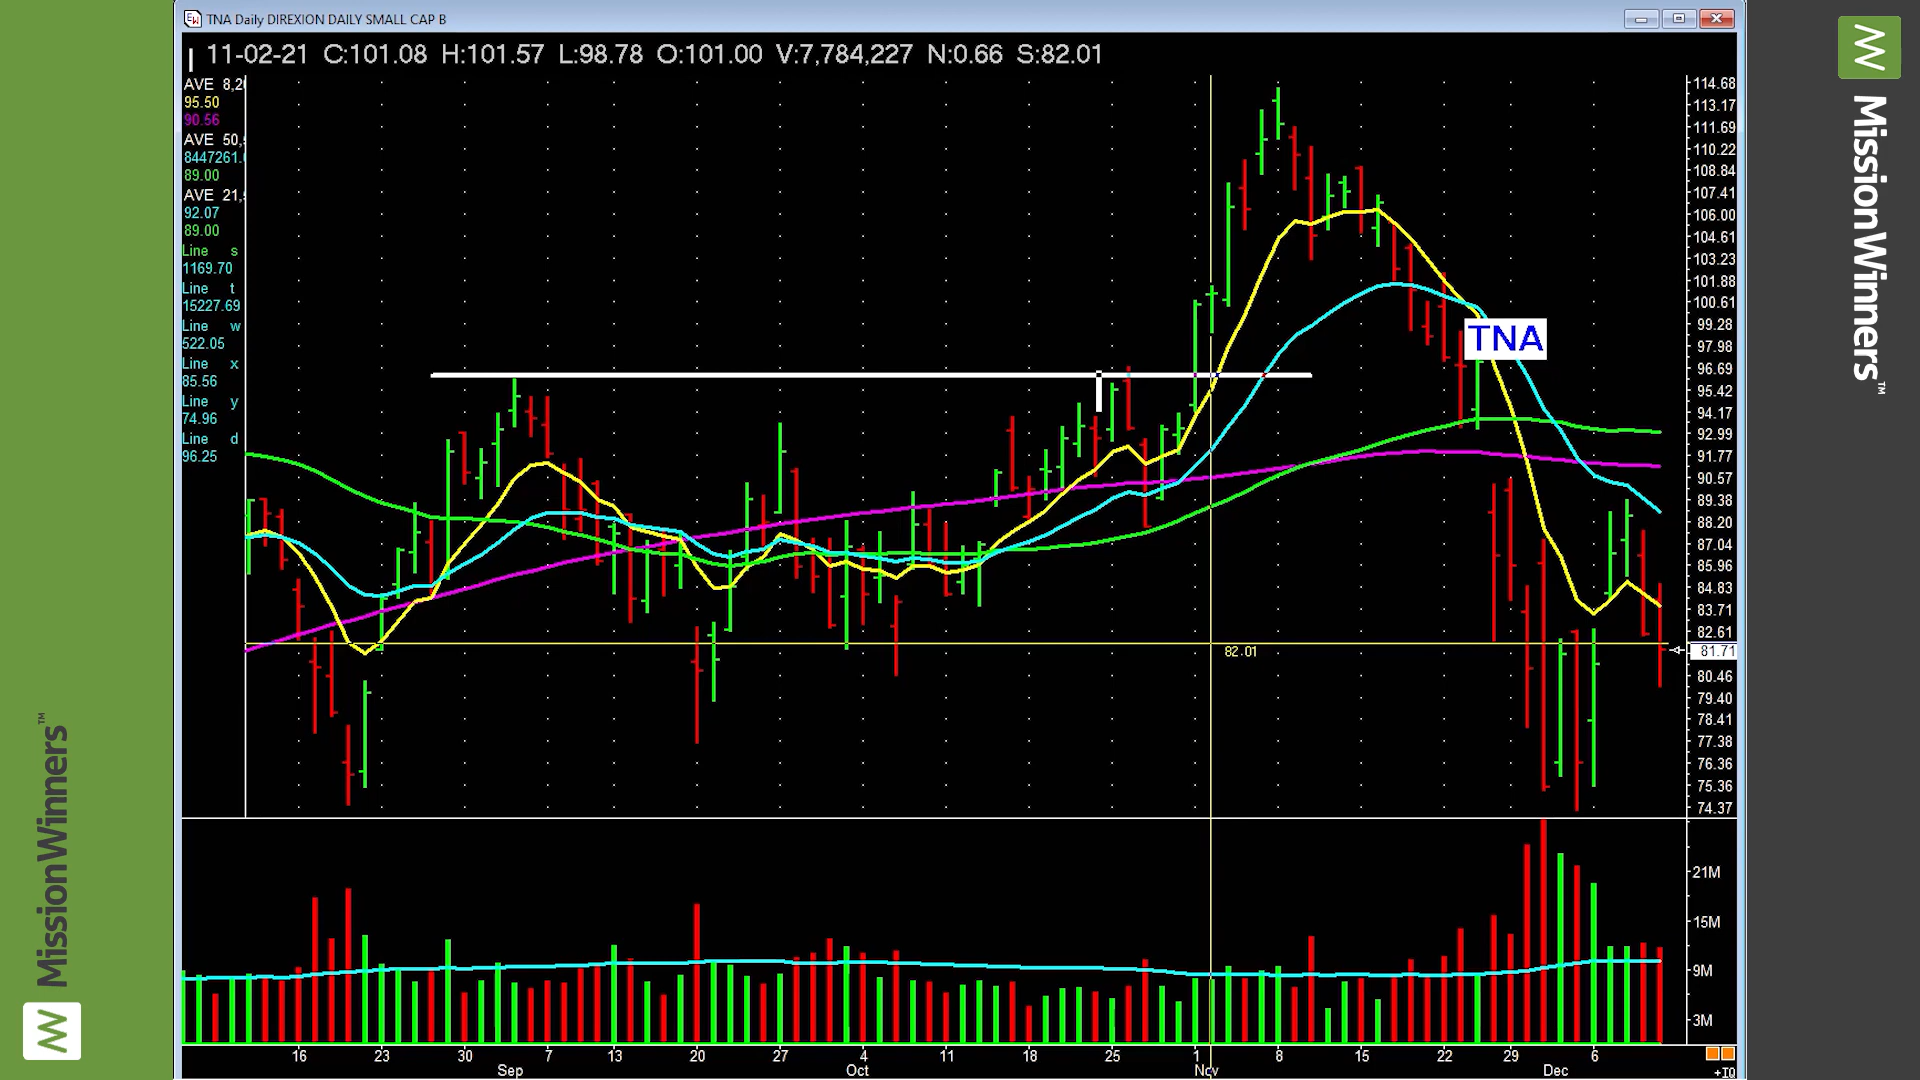 TNA Daily DIREXION DAILY SMALL CAP B
11-02-21 C:101.08 H:101.57 L:98.78 O:101.00 V:7,784,227 N:0.66 S:82.01
AVE 8,20
95.50
90.56
AVE 50,
8447261.
89.00
AVE 21,
92.07
89.00
Line s
1169.70
Line t
15227.69
Line w
522.05
Line x
85.56
Line y
74.96
Line d
96.25
TNA
82.01
114.68
113.17
111.69
110.22
108.84
107.41
106.00
104.61
103.23
101.88
100.61
99.28
97.98
96.69
95.42
94.17
92.99
91.77
90.57
89.38
88.20
87.04
85.96
84.83
83.71
82.61
81.71
80.46
79.40
78.41
77.38
76.36
75.36
74.37
21M
15M
9M
3M
16 23 30 7 13 20 27 4 11 18 25 1 8 15 22 29 6
Sep Oct Nov Dec
+IQ
MissionWinners™
MissionWinners™